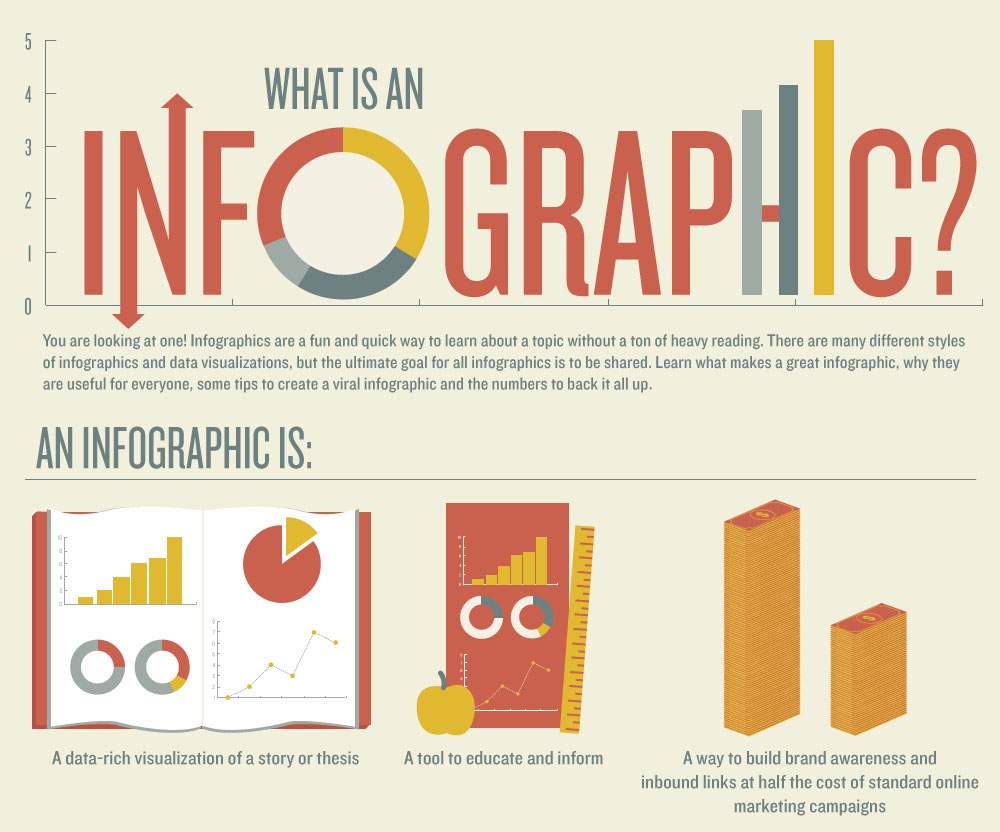 5
4
3
2
1
0
WHAT IS AN
INFOGRAPHIC?
You are looking at one! Infographics are a fun and quick way to learn about a topic without a ton of heavy reading. There are many different styles
of infographics and data visualizations, but the ultimate goal for all infographics is to be shared. Learn what makes a great infographic, why they
are useful for everyone, some tips to create a viral infographic and the numbers to back it all up.
AN INFOGRAPHIC IS:
$
$
A data-rich visualization of a story or thesis
A tool to educate and inform
A way to build brand awareness and
inbound links at half the cost of standard online
marketing campaigns